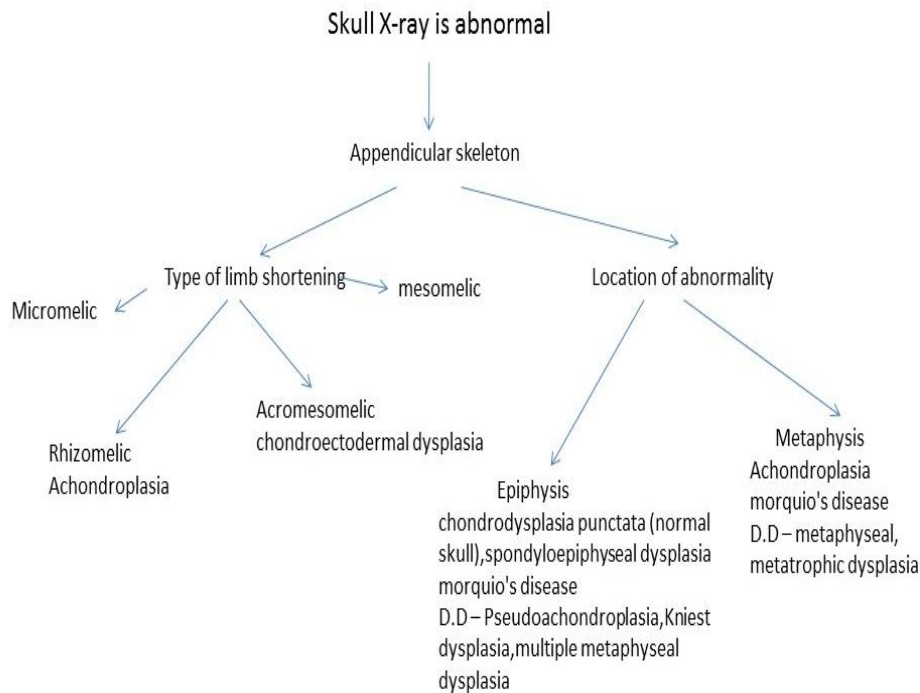 Skull X-ray is abnormal
Appendicular skeleton
Type of limb shortening
mesomelic
Location of abnormality
Micromelic
Rhizomelic
Achondroplasia
Acromesomelic
chondroectodermal dysplasia
Epiphysis
chondrodysplasia punctata (normal
skull),spondyloepiphyseal dysplasia
morquio's disease
D.D – Pseudoachondroplasia,Kniest
dysplasia,multiple metaphyseal
dysplasia
Metaphysis
Achondroplasia
morquio's disease
D.D – metaphyseal,
metatrophic dysplasia